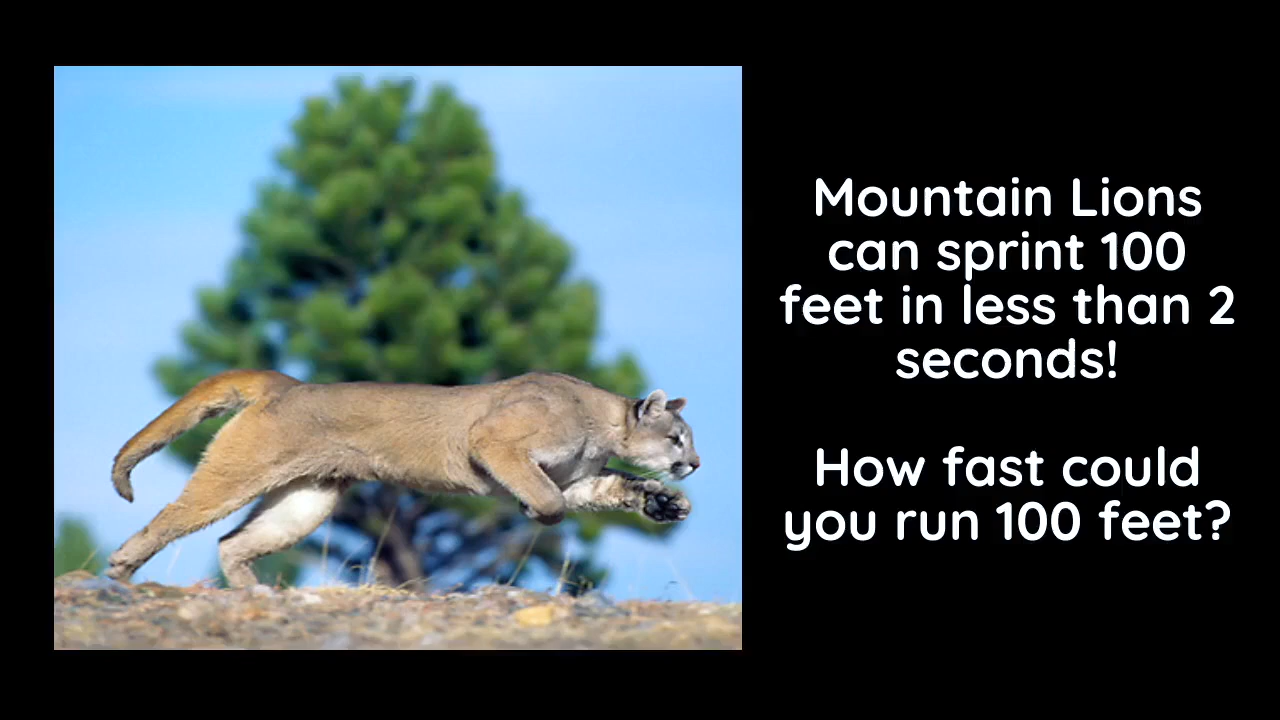 Mountain Lions
can sprint 100
feet in less than 2
seconds!
How fast could
you run 100 feet?